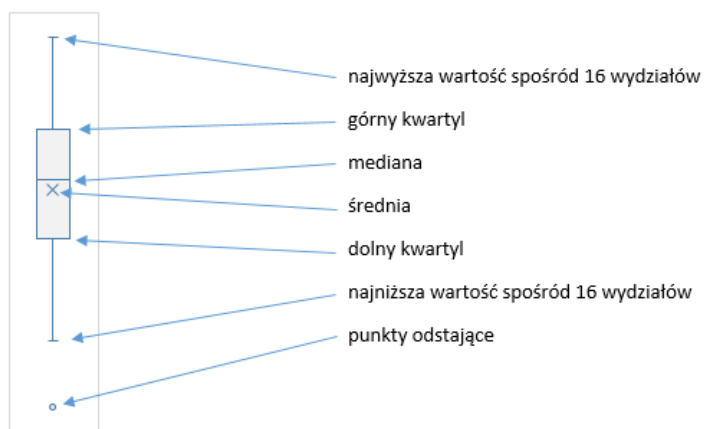 najwyższa wartość spośród 16 wydziałów
górny kwartyl
mediana
średnia
dolny kwartyl
najniższa wartość spośród 16 wydziałów
punkty odstające